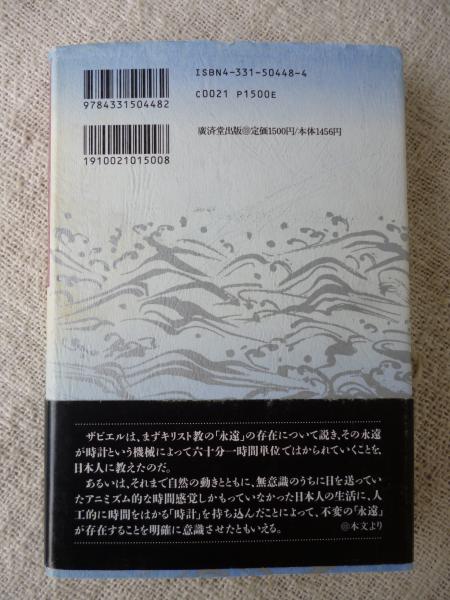 ISBN4-331-50448-4
C0021 P1500E
9784331504482
廣済堂出版@定価1500円/本体1456円
1910021015008
ザビエルは、まずキリスト教の「永遠」の存在について説き、その永遠
が時計という機械によって六十分一時間単位ではかられていくことを、
日本人に教えたのだ。
あるいは、それまで自然の動きとともに、無意識のうちに日を送ってい
たアニミズム的な時間感覚しかもっていなかった日本人の生活に、人
工的に時間をはかる「時計」を持ち込んだことによって、不変の「永遠」
が存在することを明確に意識させたともいえる。
@本文より